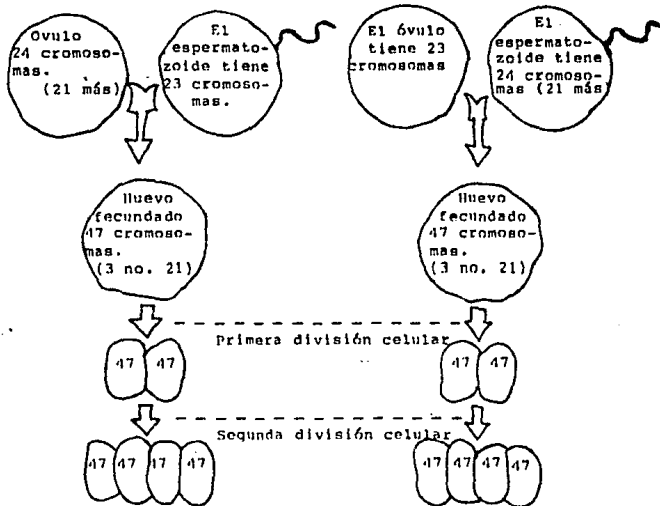 Ovulo
24 cromoso-
mas.
(21 más)
El
espermato-
zoide tiene
23 cromoso-
mas.
El óvulo
tiene 23
cromosomas
El
espermato-
zoide tiene
24 cromoso-
mas (21 más)
Huevo
fecundado
47 cromoso-
mas.
(3 no. 21)
Huevo
fecundado
47 cromoso-
mas.
(3 no. 21)
Primera división celular
47 47
47 47
Segunda división celular
47 47 47 47
47 47 47 47